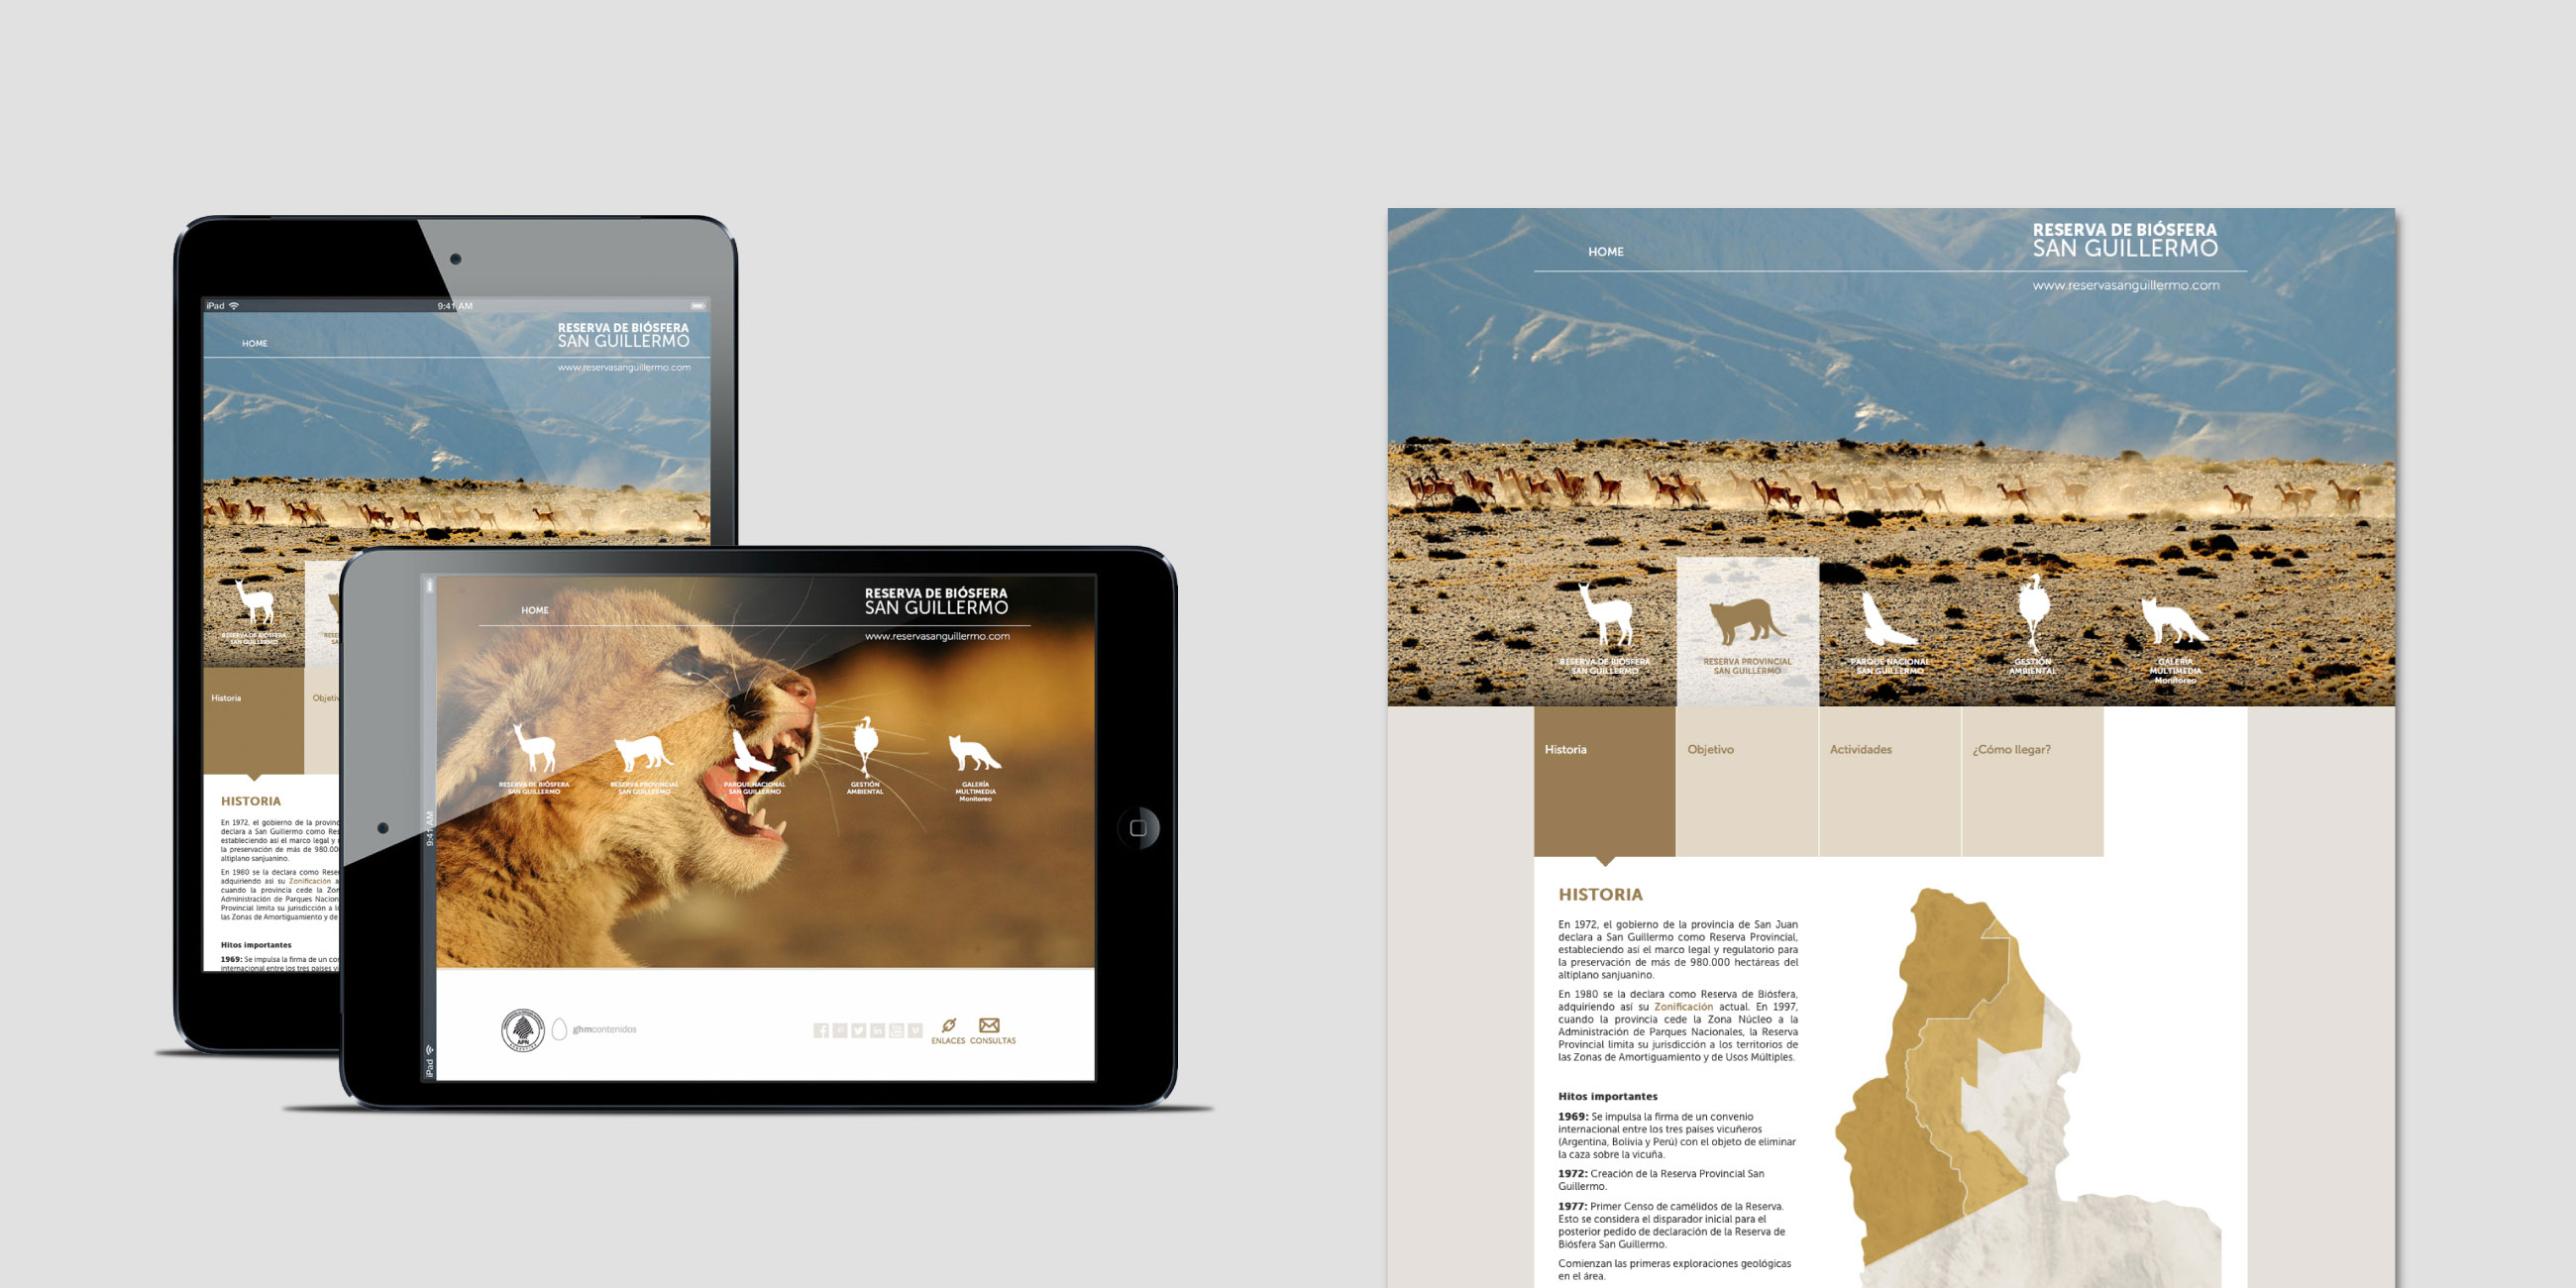 iPad
9:41 AM
HOME
RESERVA DE BIÓSFERA
SAN GUILLERMO
www.reservasanguillermo.com
RESERVA DE BIÓSFERA
SAN GUILLERMO
Historia
HISTORIA
En 1972, el gobierno de la
declara a San Guillermo como
estableciendo así el marco legal y
la preservación de más de 980.00
altiplano sanjuanino.
En 1980 se la declara como
adquiriendo así su Zonificación
cuando la provincia cede la
Administración de Parques
Provincial limita su jurisdicción a
las Zonas de Amortiguamiento y de
Hitos importantes
1969: Se impulsa la firma de un
internacional entre los tres países
iPad
9:41 AM
HOME
RESERVA DE BIÓSFERA
SAN GUILLERMO
www.reservasanguillermo.com
RESERVA DE BIÓSFERA
SAN GUILLERMO
RESERVA PROVINCIAL
SAN GUILLERMO
PARQUE NACIONAL
SAN GUILLERMO
GESTIÓN
AMBIENTAL
GALERÍA
MULTIMEDIA
Monitoreo
APN
ghmcontenidos
ENLACES CONSULTAS
HOME
RESERVA DE BIÓSFERA
SAN GUILLERMO
www.reservasanguillermo.com
RESERVA DE BIÓSFERA
SAN GUILLERMO
RESERVA PROVINCIAL
SAN GUILLERMO
PARQUE NACIONAL
SAN GUILLERMO
GESTIÓN
AMBIENTAL
GALERÍA
MULTIMEDIA
Monitoreo
Historia
Objetivo
Actividades
¿Cómo llegar?
HISTORIA
En 1972, el gobierno de la provincia de San Juan
declara a San Guillermo como Reserva Provincial,
estableciendo así el marco legal y regulatorio para
la preservación de más de 980.000 hectáreas del
altiplano sanjuanino.
En 1980 se la declara como Reserva de Biósfera,
adquiriendo así su Zonificación actual. En 1997,
cuando la provincia cede la Zona Núcleo a la
Administración de Parques Nacionales, la Reserva
Provincial limita su jurisdicción a los territorios de
las Zonas de Amortiguamiento y de Usos Múltiples.
Hitos importantes
1969: Se impulsa la firma de un convenio
internacional entre los tres países vicuñeros
(Argentina, Bolivia y Perú) con el objeto de eliminar
la caza sobre la vicuña.
1972: Creación de la Reserva Provincial San
Guillermo.
1977: Primer Censo de camélidos de la Reserva.
Esto se considera el disparador inicial para el
posterior pedido de declaración de la Reserva de
Biósfera San Guillermo.
Comienzan las primeras exploraciones geológicas
en el área.